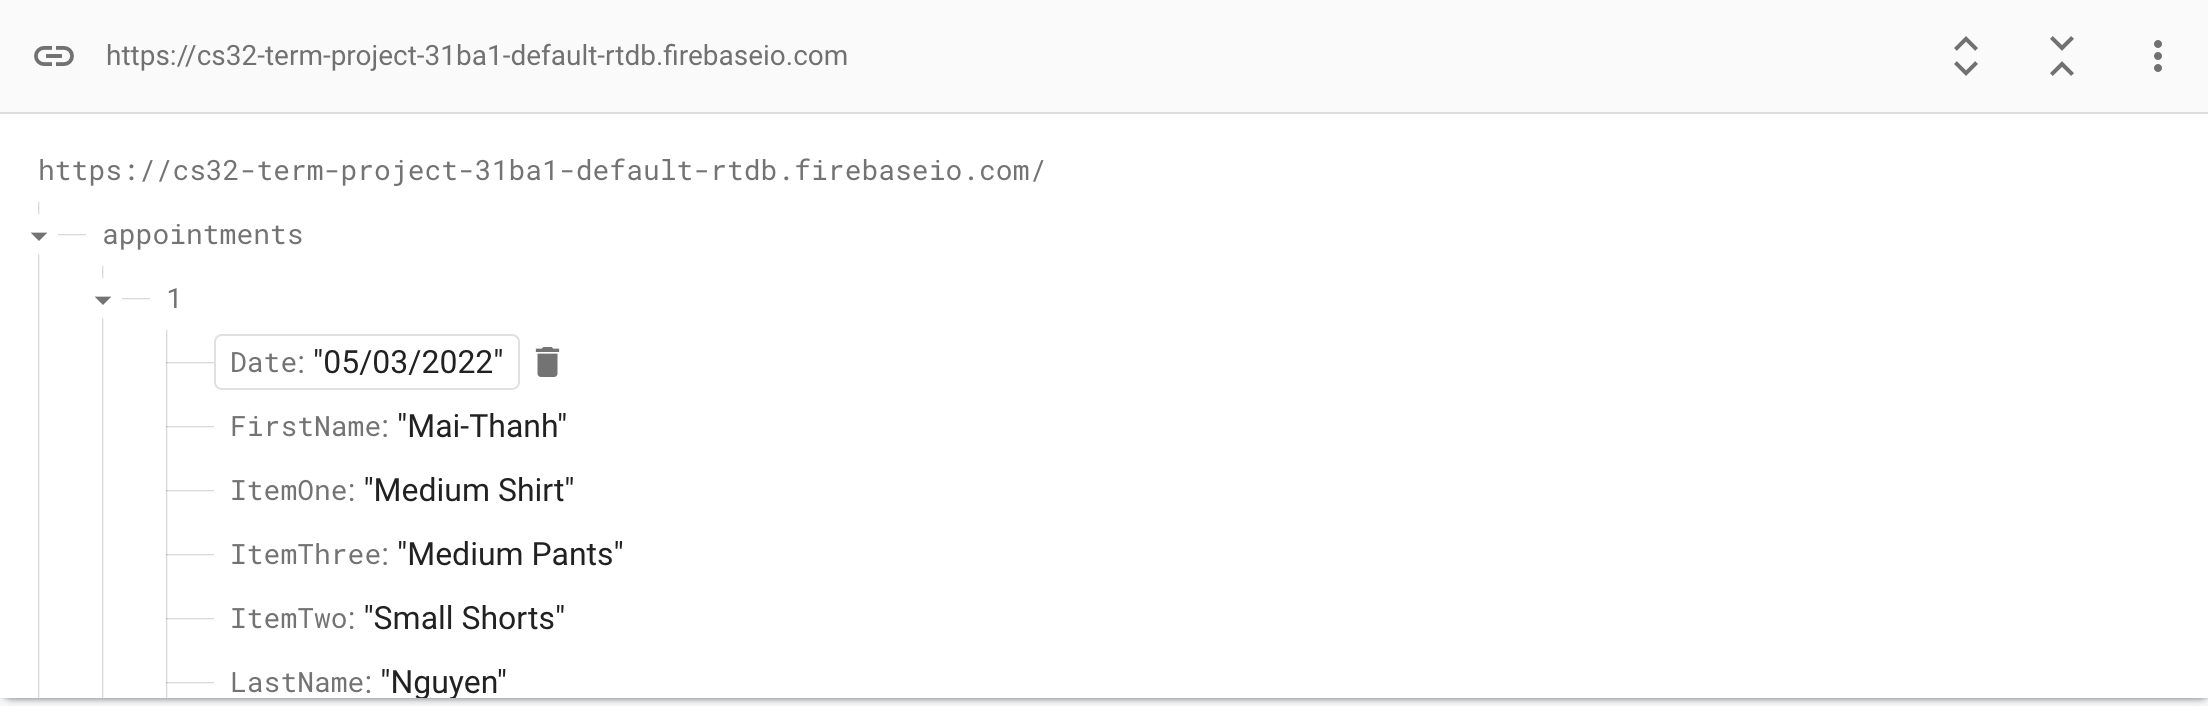 https://cs32-term-project-31ba1-default-rtdb.firebaseio.com
https://cs32-term-project-31ba1-default-rtdb.firebaseio.com/
appointments
1
Date: "05/03/2022"
FirstName: "Mai-Thanh"
ItemOne: "Medium Shirt"
ItemThree: "Medium Pants"
ItemTwo: "Small Shorts"
LastName: "Nguyen"